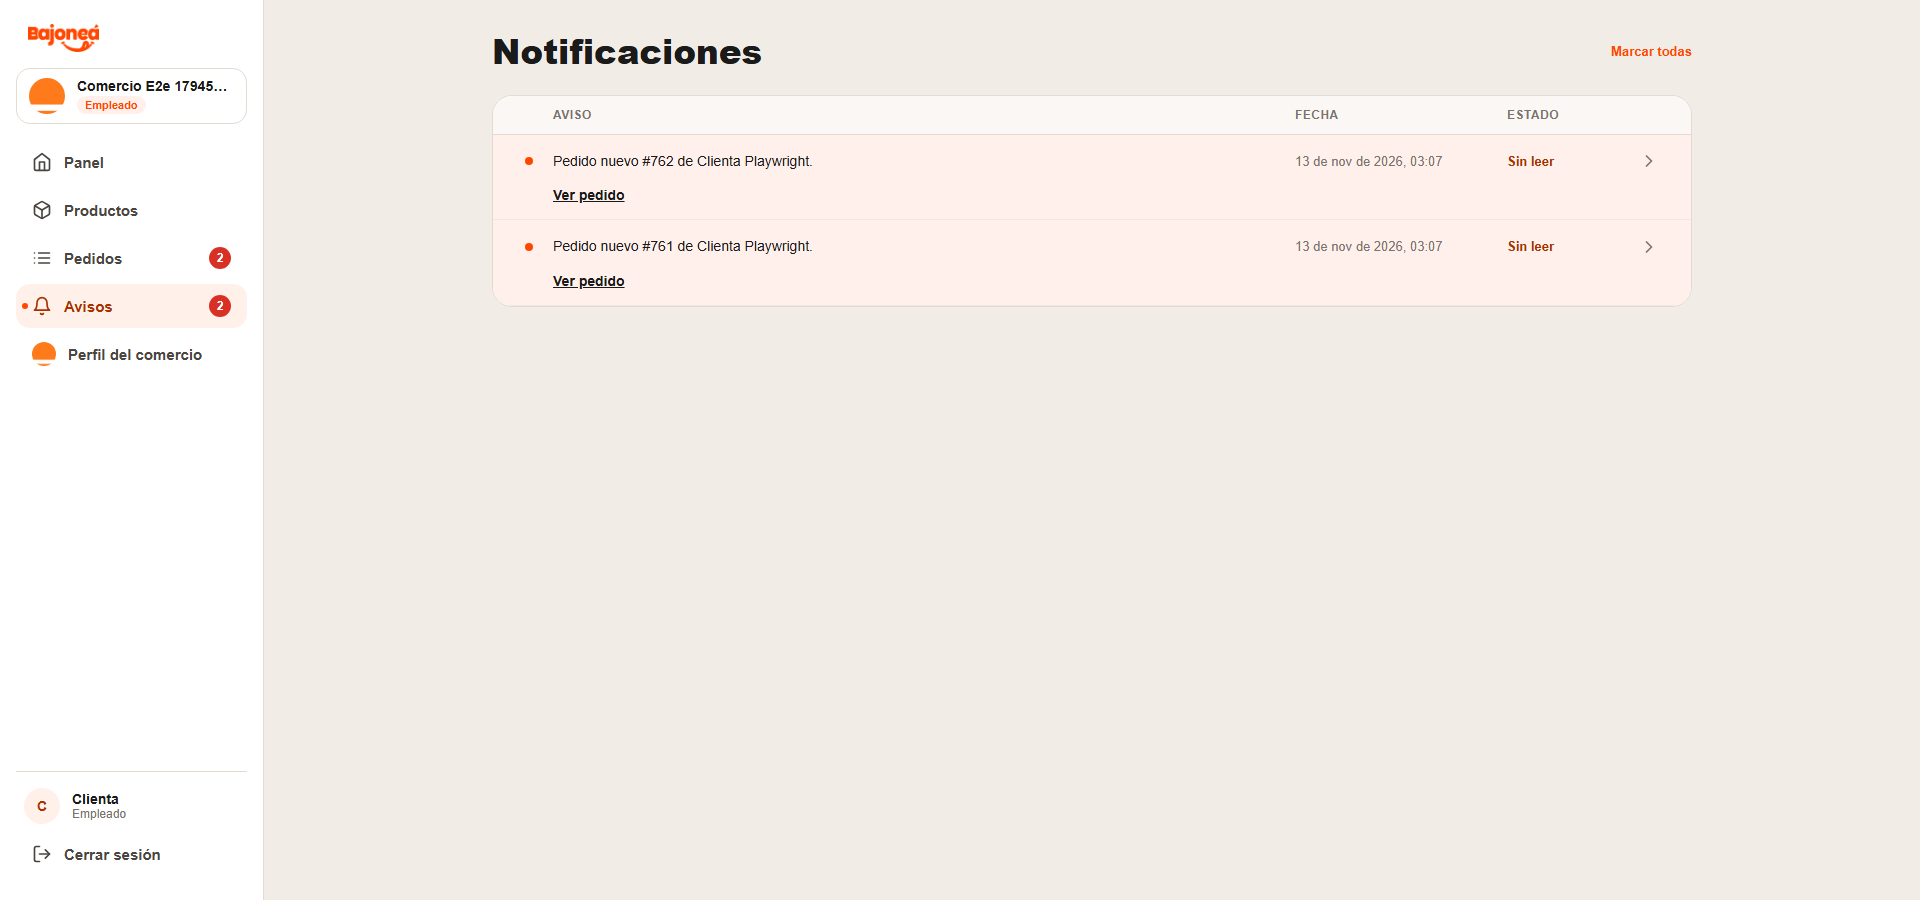 Bajoneá
Comercio E2e 17945...
Empleado
Panel
Productos
Pedidos 2
Avisos 2
Perfil del comercio
Clienta
C
Empleado
Cerrar sesión
Notificaciones
Marcar todas
AVISO FECHA ESTADO
Pedido nuevo #762 de Clienta Playwright. 13 de nov de 2026, 03:07 Sin leer
Ver pedido
Pedido nuevo #761 de Clienta Playwright. 13 de nov de 2026, 03:07 Sin leer
Ver pedido